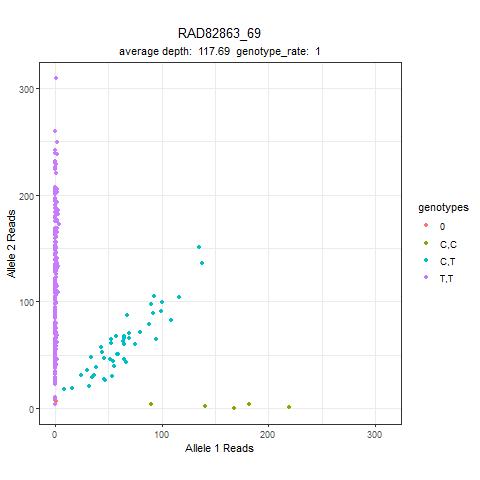 RAD82863_69
average depth: 117.69 genotype_rate: 1
300
200
100
0
Allele 2 Reads
0 100 200 300
Allele 1 Reads
genotypes
0
C,C
C,T
T,T